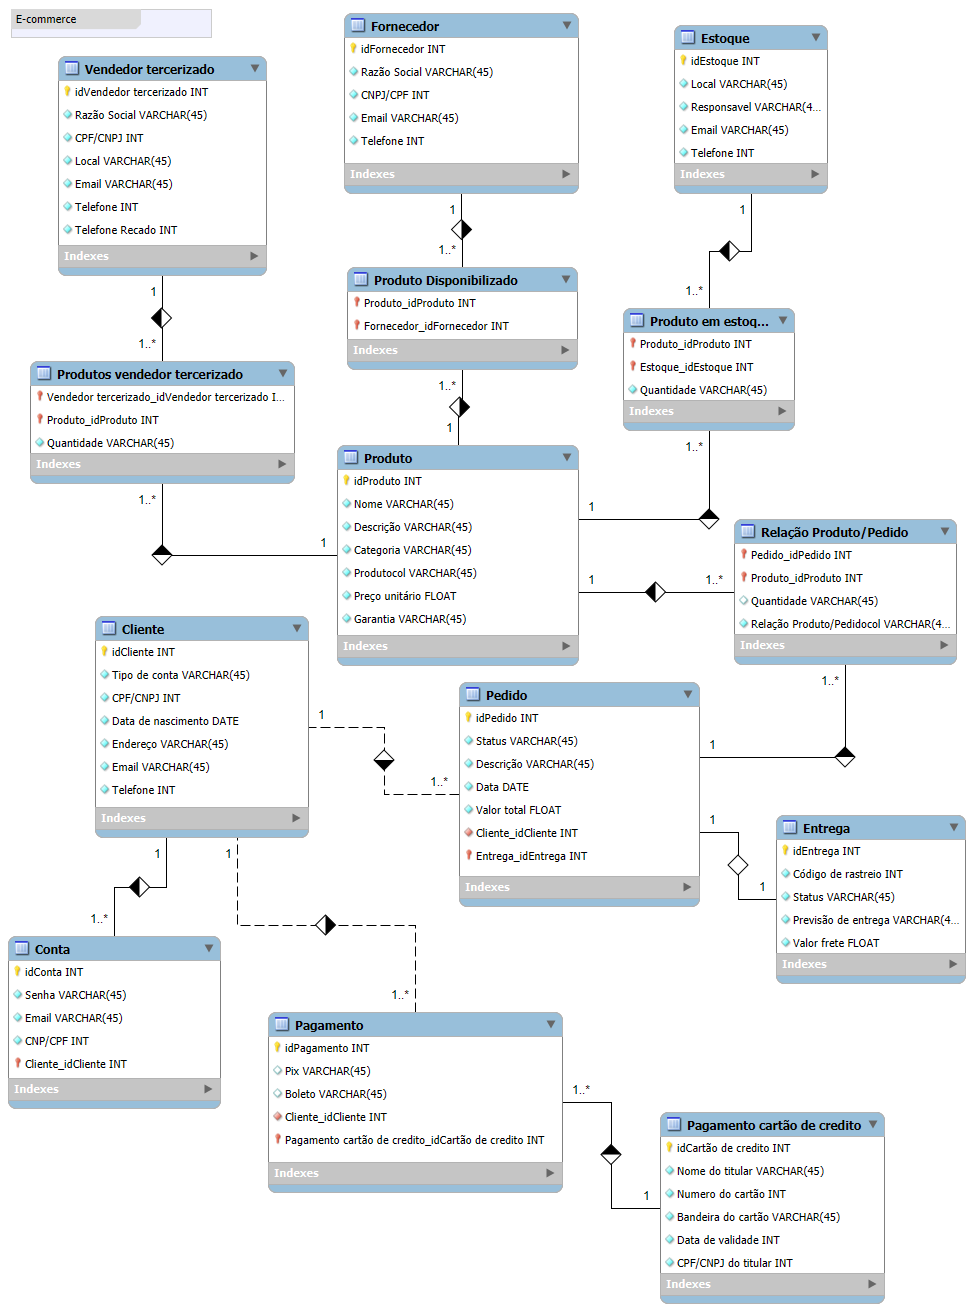 E-commerce
Fornecedor
idFornecedor INT
Razão Social VARCHAR(45)
CNPJ/CPF INT
Email VARCHAR(45)
Telefone INT
Indexes
Estoque
idEstoque INT
Local VARCHAR(45)
Responsavel VARCHAR(4...
Email VARCHAR(45)
Telefone INT
Indexes
Vendedor tercerizado
idVendedor tercerizado INT
Razão Social VARCHAR(45)
CPF/CNPJ INT
Local VARCHAR(45)
Email VARCHAR(45)
Telefone INT
Telefone Recado INT
Indexes
1
1..*
1
1..*
1
1..*
Produto Disponibilizado
Produto_idProduto INT
Fornecedor_idFornecedor INT
Indexes
Produto em estoq...
Produto_idProduto INT
Estoque_idEstoque INT
Quantidade VARCHAR(45)
Indexes
Produtos vendedor tercerizado
Vendedor tercerizado_idVendedor tercerizado I...
Produto_idProduto INT
Quantidade VARCHAR(45)
Indexes
1..*
1
1..*
1
1..*
1
Produto
idProduto INT
Nome VARCHAR(45)
Descrição VARCHAR(45)
Categoria VARCHAR(45)
Produtocol VARCHAR(45)
Preço unitário FLOAT
Garantia VARCHAR(45)
Indexes
1
1..*
Relação Produto/Pedido
Pedido_idPedido INT
Produto_idProduto INT
Quantidade VARCHAR(45)
Relação Produto/Pedidocol VARCHAR(4...
Indexes
1..*
1
Cliente
idCliente INT
Tipo de conta VARCHAR(45)
CPF/CNPJ INT
Data de nascimento DATE
Endereço VARCHAR(45)
Email VARCHAR(45)
Telefone INT
Indexes
1
1..*
Pedido
idPedido INT
Status VARCHAR(45)
Descrição VARCHAR(45)
Data DATE
Valor total FLOAT
Cliente_idCliente INT
Entrega_idEntrega INT
Indexes
1
1
Entrega
idEntrega INT
Código de rastreio INT
Status VARCHAR(45)
Previsão de entrega VARCHAR(4...
Valor frete FLOAT
Indexes
1
1..*
1
1..*
Conta
idConta INT
Senha VARCHAR(45)
Email VARCHAR(45)
CNP/CPF INT
Cliente_idCliente INT
Indexes
Pagamento
idPagamento INT
Pix VARCHAR(45)
Boleto VARCHAR(45)
Cliente_idCliente INT
Pagamento cartão de credito_idCartão de credito INT
Indexes
1..*
1
Pagamento cartão de credito
idCartão de credito INT
Nome do titular VARCHAR(45)
Numero do cartão INT
Bandeira do cartão VARCHAR(45)
Data de validade INT
CPF/CNPJ do titular INT
Indexes